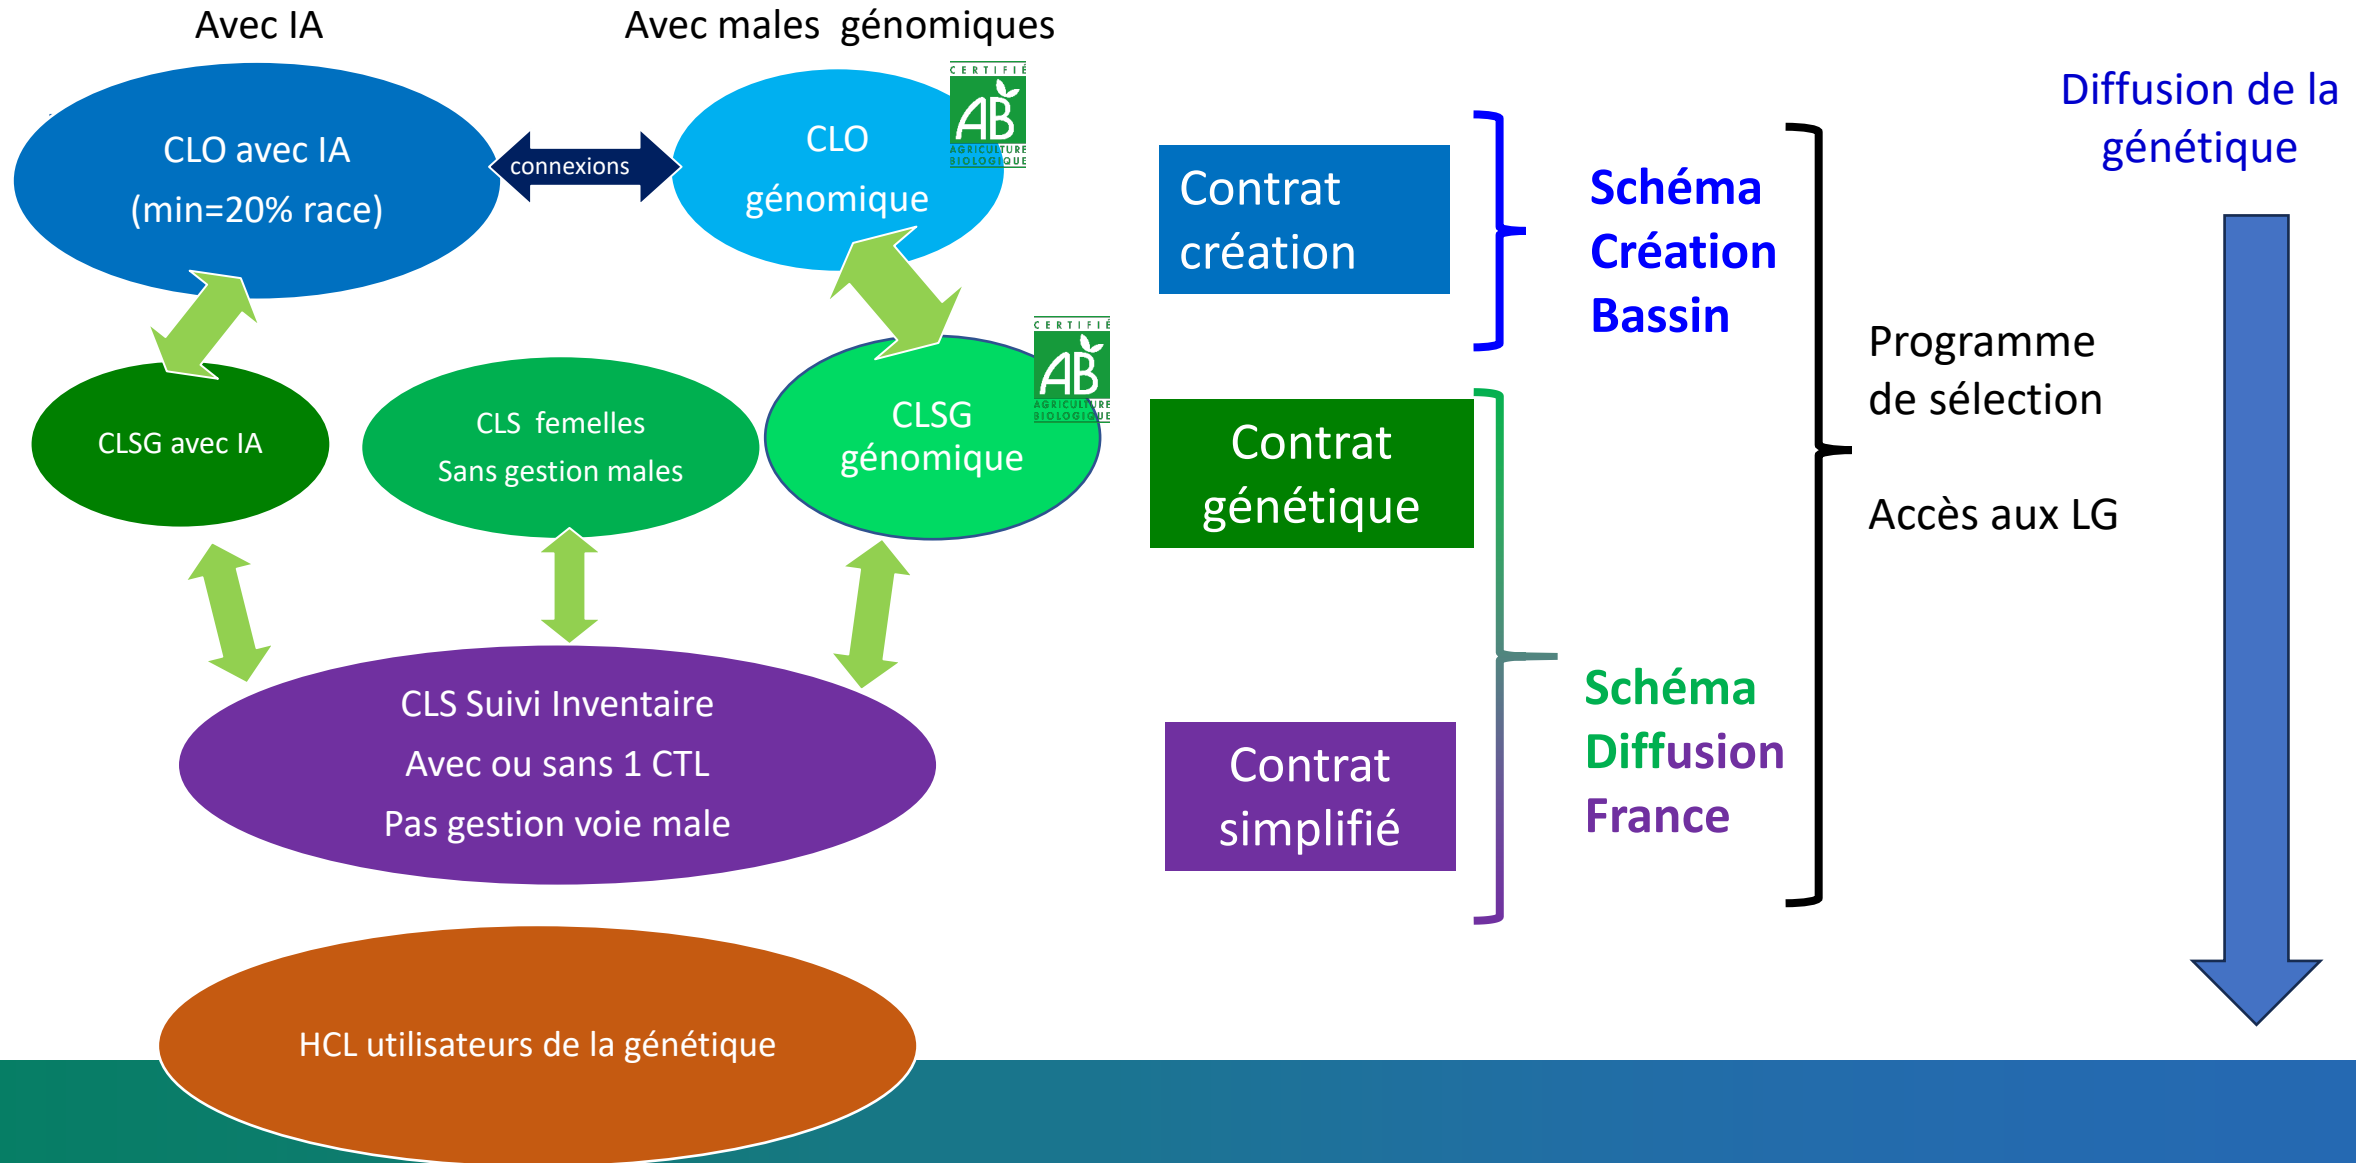 Avec IA
Avec males génomiques
CLO avec IA
(min=20% race)
connexions
CLO
génomique
CERTIFIÉ
AB
AGRICULTURE
BIOLOGIQUE
CLSG avec IA
CLS femelles
Sans gestion males
CLSG
génomique
CERTIFIÉ
AB
AGRICULTURE
BIOLOGIQUE
CLS Suivi Inventaire
Avec ou sans 1 CTL
Pas gestion voie male
HCL utilisateurs de la génétique
Contrat
création
Contrat
génétique
Contrat
simplifié
Schéma
Création
Bassin
Schéma
Diffusion
France
Programme
de sélection
Accès aux LG
Diffusion de la
génétique